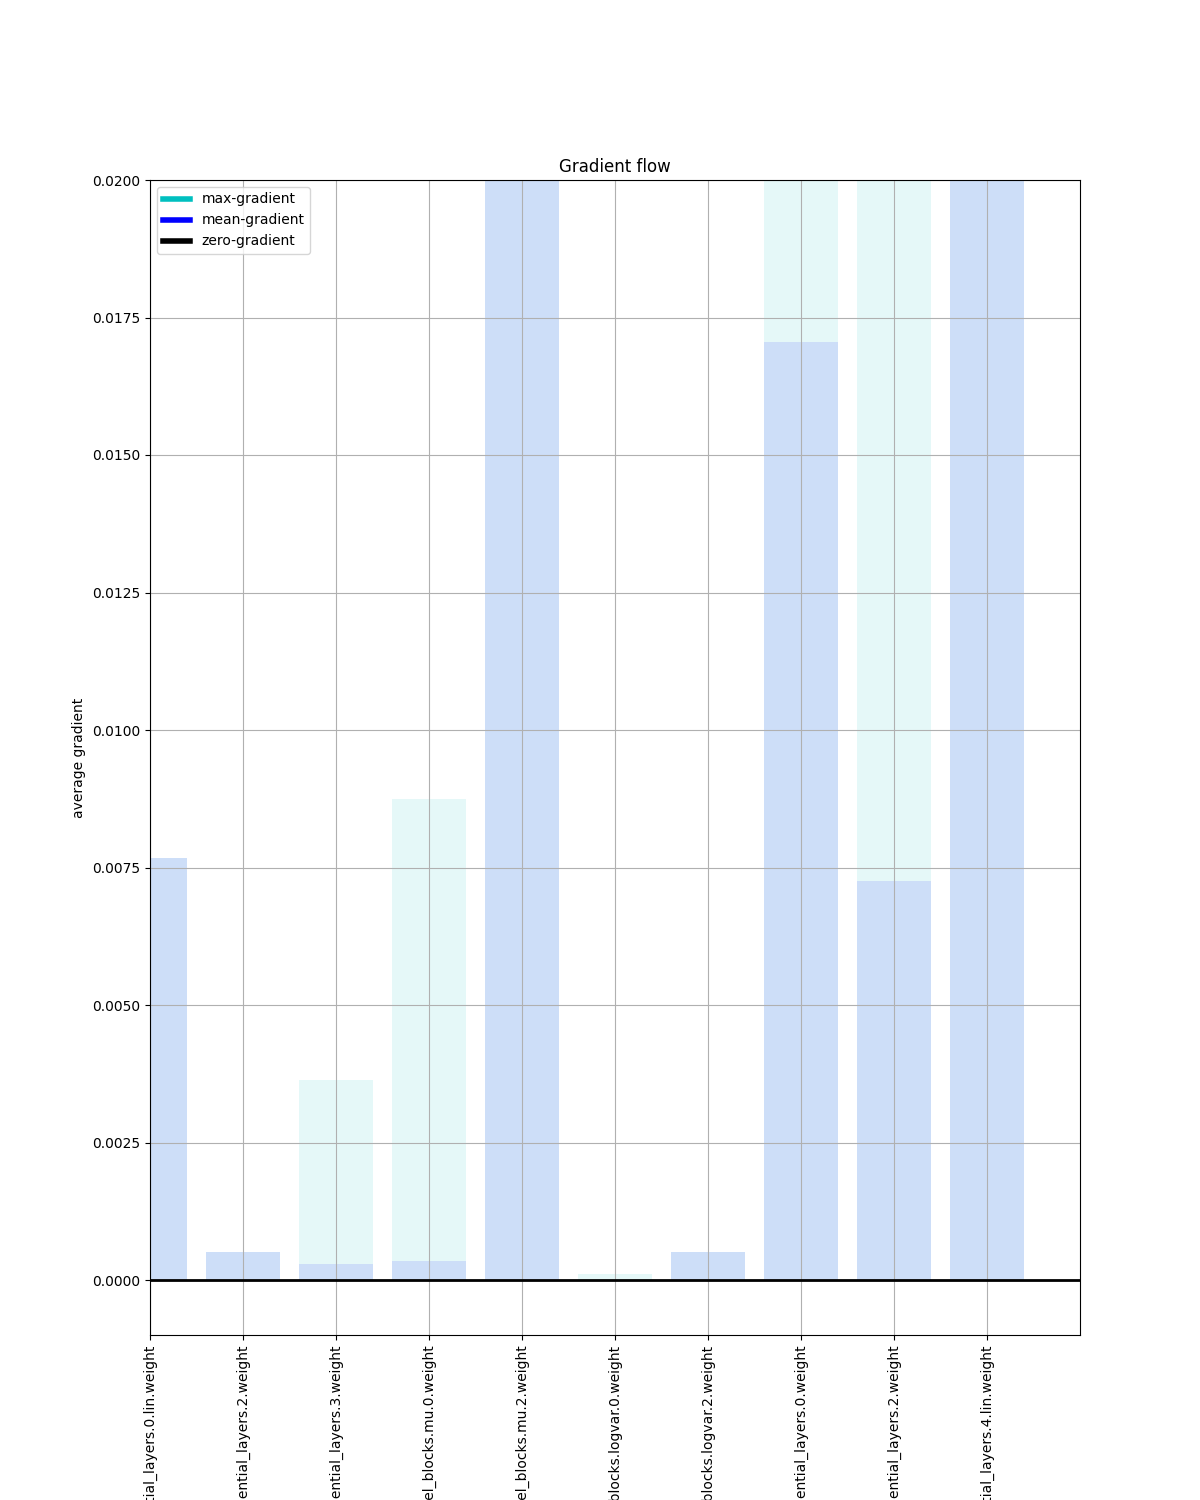 Gradient flow
max-gradient
mean-gradient
zero-gradient
0.0200
0.0175
0.0150
0.0125
0.0100
0.0075
0.0050
0.0025
0.0000
average gradient
tial_layers.0.lin.weight
ential_layers.2.weight
ential_layers.3.weight
el_blocks.mu.0.weight
el_blocks.mu.2.weight
blocks.logvar.0.weight
blocks.logvar.2.weight
ential_layers.0.weight
ential_layers.2.weight
tial_layers.4.lin.weight